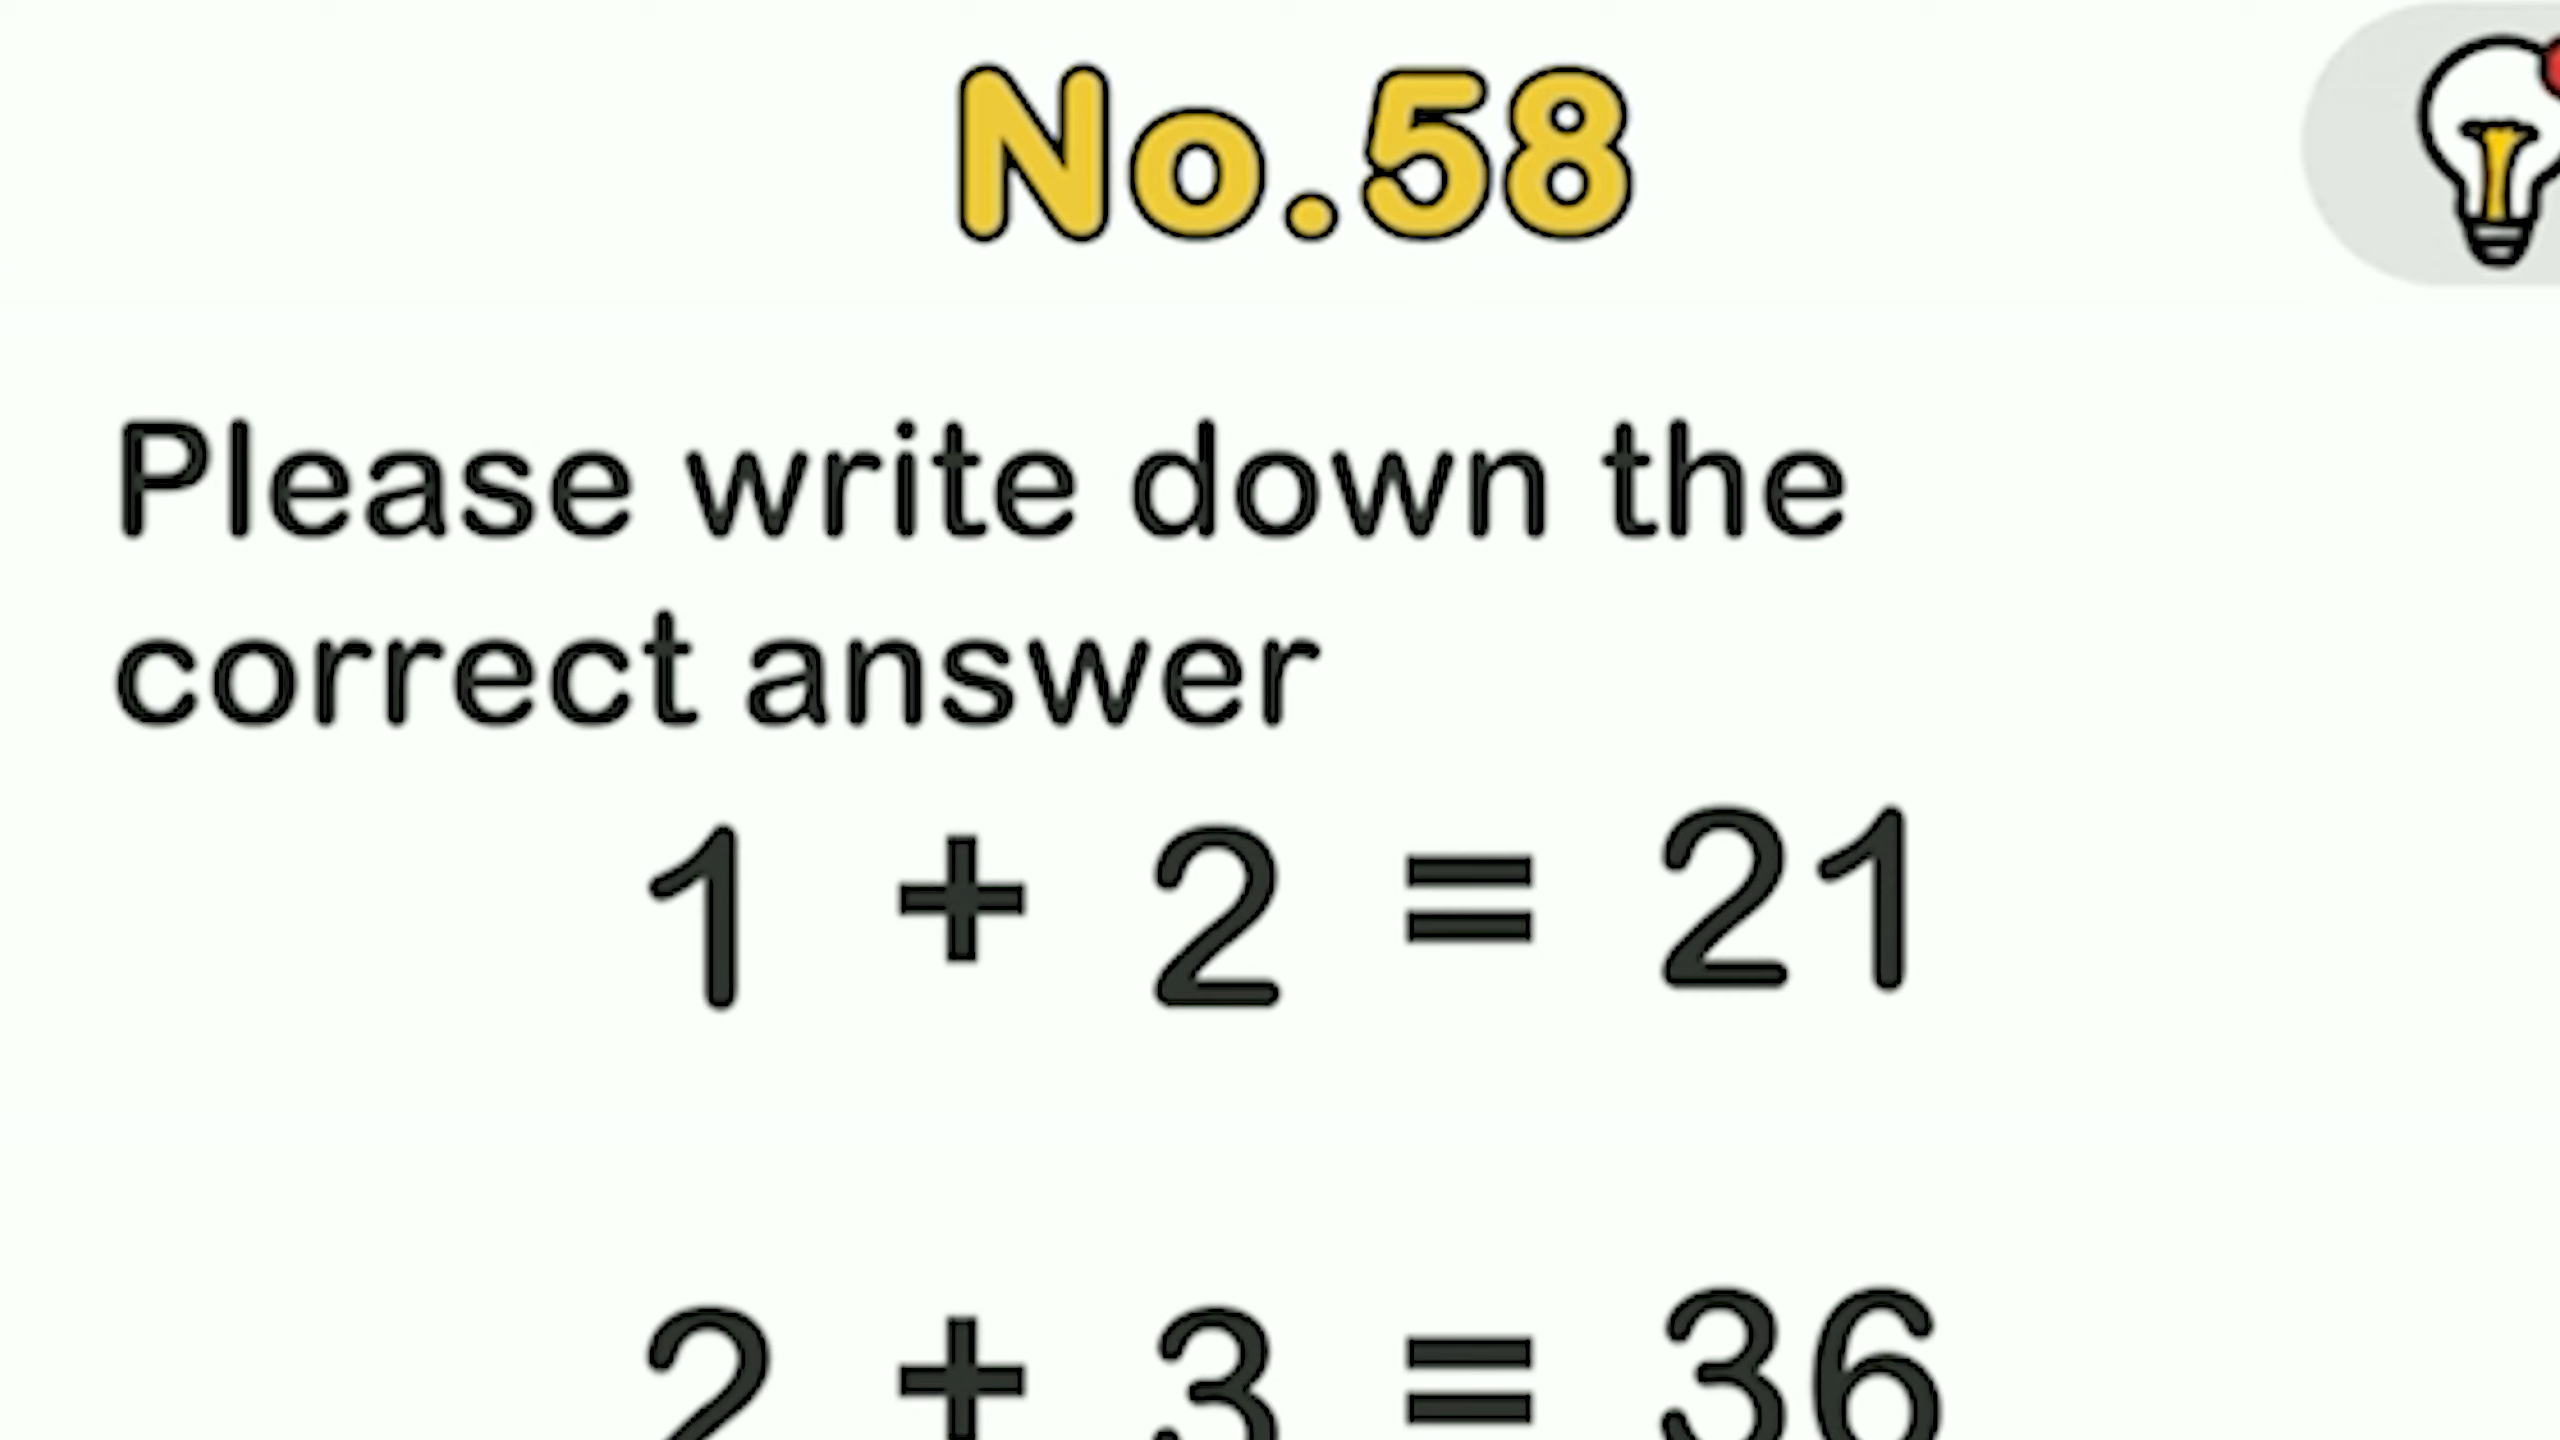 No.58
Please write down the
correct answer
1 + 2 = 21
2 + 3 = 36